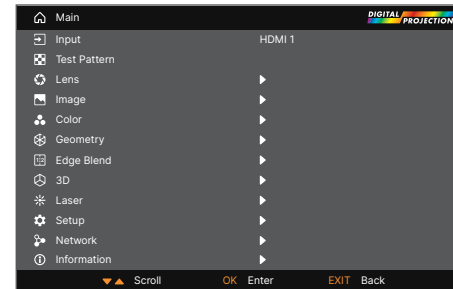 Main
DIGITAL PROJECTION
Input HDMI 1
Test Pattern
Lens
Image
Color
Geometry
Edge Blend
3D
Laser
Setup
Network
Information
Scroll OK Enter EXIT Back